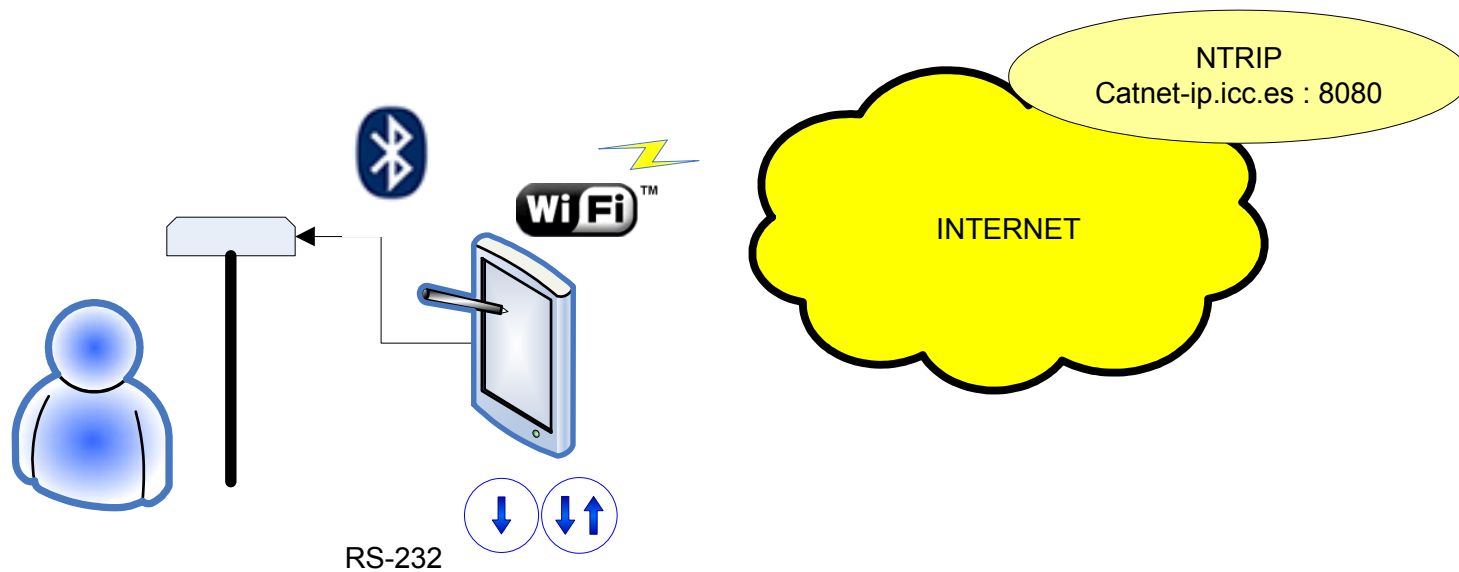 NTRIP
Catnet-ip.icc.es : 8080
WiFi™
INTERNET
RS-232